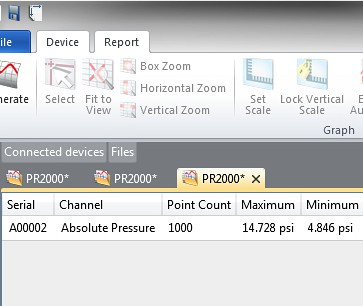 File Device Report
Box Zoom
Horizontal Zoom
Select Fit to View
Vertical Zoom
Set Scale Lock Vertical Scale
Graph
Connected devices Files
PR2000* PR2000* PR2000*
Serial Channel Point Count Maximum Minimum
A00002 Absolute Pressure 1000 14.728 psi 4.846 psi